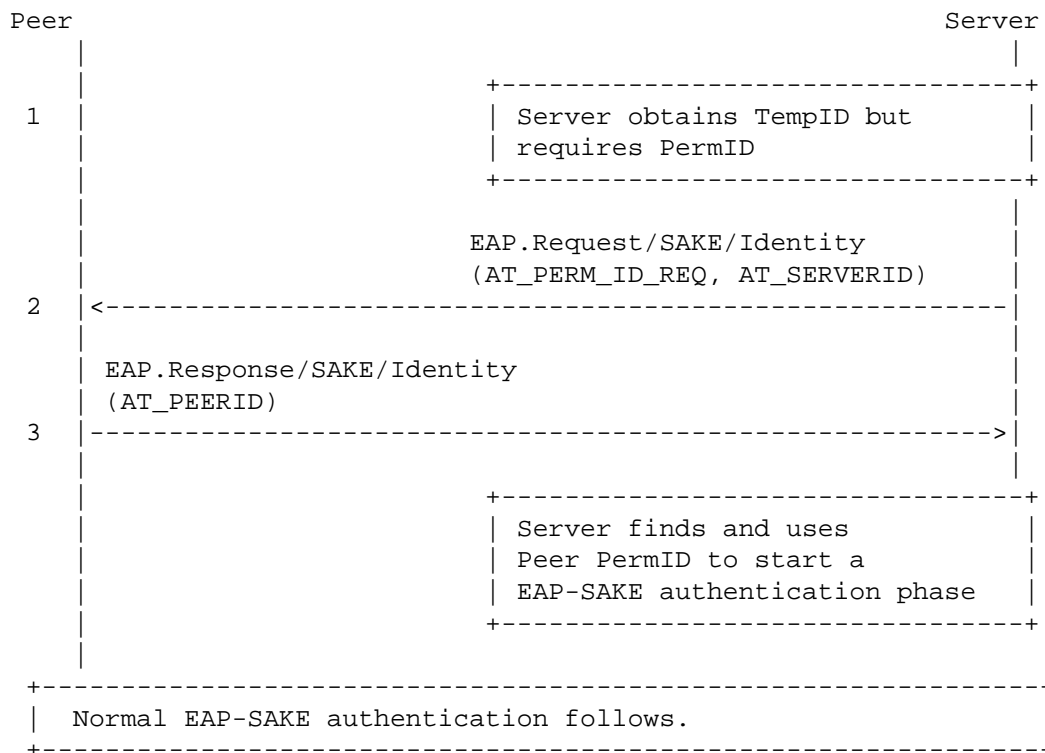 Peer Server
1 Server obtains TempID but
requires PermID
EAP.Request/SAKE/Identity
(AT_PERM_ID_REQ, AT_SERVERID)
2
EAP.Response/SAKE/Identity
(AT_PEERID)
3
Server finds and uses
Peer PermID to start a
EAP-SAKE authentication phase
Normal EAP-SAKE authentication follows.